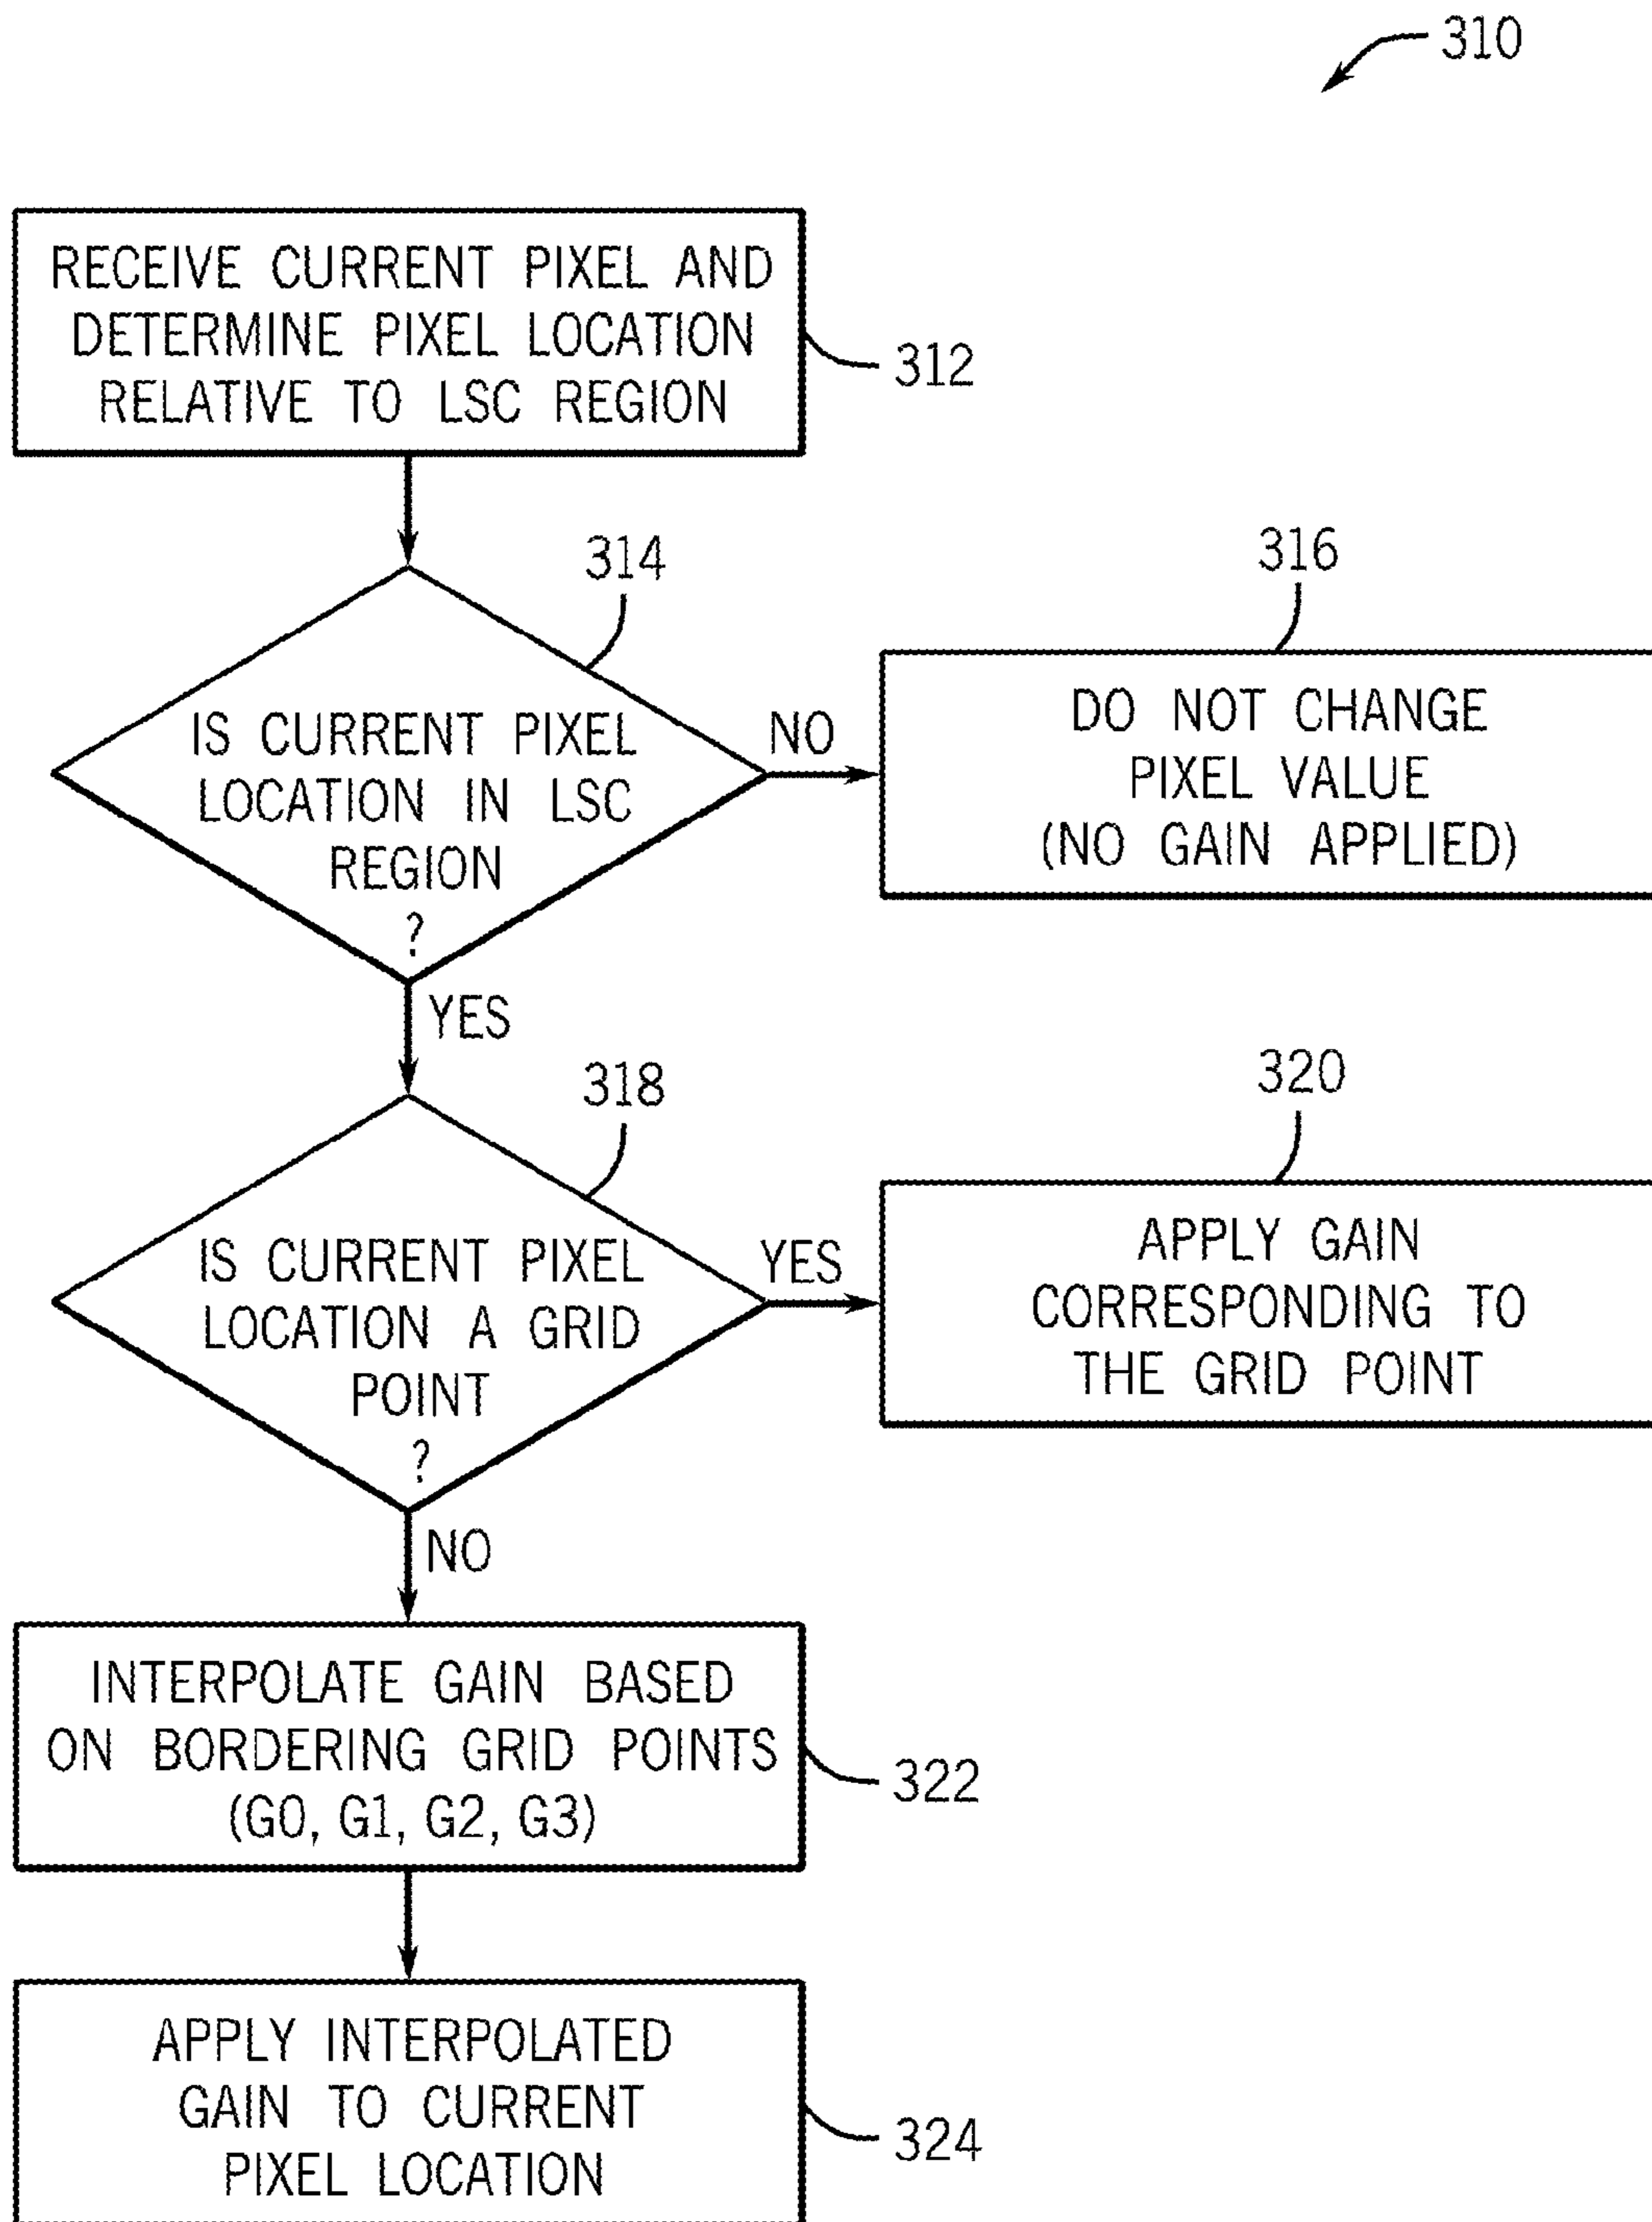 310
RECEIVE CURRENT PIXEL AND
DETERMINE PIXEL LOCATION
RELATIVE TO LSC REGION
312
314
IS CURRENT PIXEL
LOCATION IN LSC
REGION
?
NO
316
DO NOT CHANGE
PIXEL VALUE
(NO GAIN APPLIED)
YES
318
IS CURRENT PIXEL
LOCATION A GRID
POINT
?
YES
320
APPLY GAIN
CORRESPONDING TO
THE GRID POINT
NO
INTERPOLATE GAIN BASED
ON BORDERING GRID POINTS
(G0, G1, G2, G3)
322
APPLY INTERPOLATED
GAIN TO CURRENT
PIXEL LOCATION
324